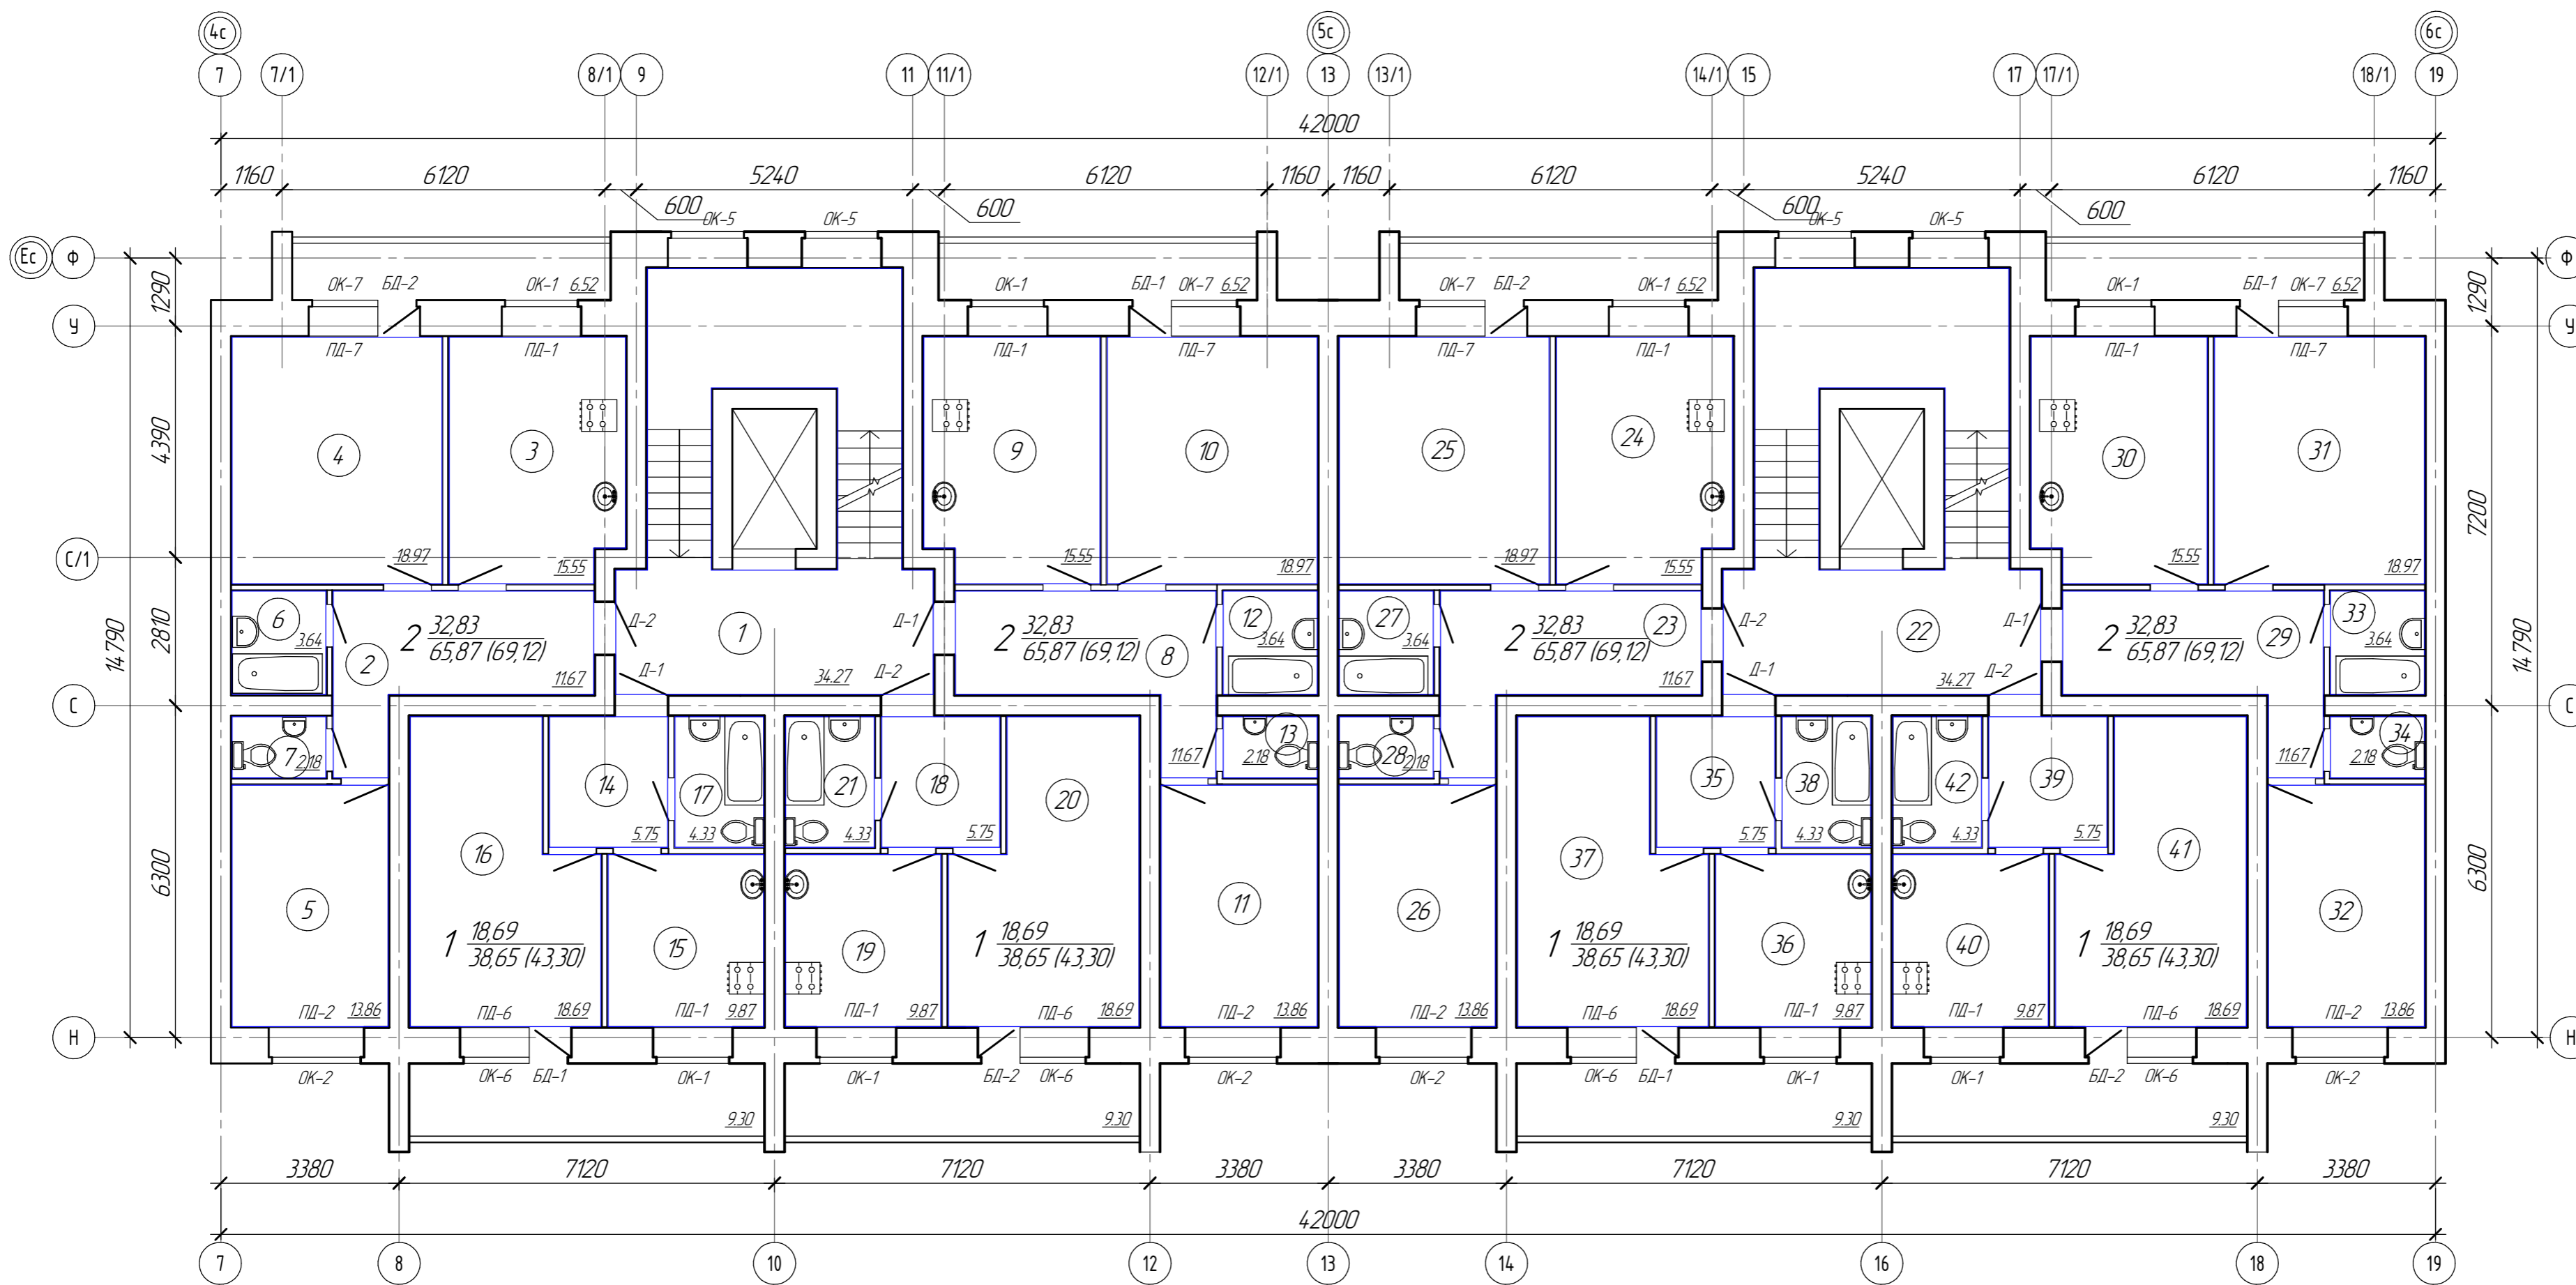 4с 5с 6с
7 7/1 8/1 9 11 11/1 12/1 13 13/1 14/1 15 17 17/1 18/1 19
42000
1160 6120 5240 6120 1160 1160 6120 5240 6120 1160
600 600 600 600
ОК-5 ОК-5 ОК-5 ОК-5
Ес Ф Ф
1290 1290
ОК-7 БД-2 ОК-1 6.52 ОК-1 БД-1 ОК-7 6.52 ОК-7 БД-2 ОК-1 6.52 ОК-1 БД-1 ОК-7 6.52
У У
ПД-7 ПД-1 ПД-1 ПД-7 ПД-7 ПД-1 ПД-1 ПД-7
4390 7200
4 3 9 10 25 24 30 31
С/1
18.97 15.55 15.55 18.97 18.97 15.55 15.55 18.97
14790 2810 14790
6 3.64 2 Д-2 1 Д-1 8 12 3.64 27 3.64 23 Д-2 22 Д-1 29 33 3.64
2 32,83 2 32,83 2 32,83 2 32,83
65,87 (69,12) 65,87 (69,12) 65,87 (69,12) 65,87 (69,12)
11.67 Д-1 34.27 Д-2 11.67 Д-1 34.27 Д-2
С С
7 2.18 11.67 2.18 13 28 2.18 11.67 2.18 34
14 17 21 18 20 35 38 42 39 41
5.75 4.33 4.33 5.75 5.75 4.33 4.33 5.75
6300 6300
16 37
5 11 26 32
1 18,69 1 18,69 1 18,69 1 18,69
38,65 (43,30) 38,65 (43,30) 38,65 (43,30) 38,65 (43,30)
15 19 36 40
ПД-2 13.86 ПД-6 18.69 ПД-1 9.87 ПД-1 9.87 ПД-6 18.69 ПД-2 13.86 ПД-2 13.86 ПД-6 18.69 ПД-1 9.87 ПД-1 9.87 ПД-6 18.69 ПД-2 13.86
Н Н
ОК-2 ОК-6 БД-1 ОК-1 ОК-1 БД-2 ОК-6 ОК-2 ОК-2 ОК-6 БД-1 ОК-1 ОК-1 БД-2 ОК-6 ОК-2
9.30 9.30 9.30 9.30
3380 7120 7120 3380 3380 7120 7120 3380
42000
7 8 10 12 13 14 16 18 19